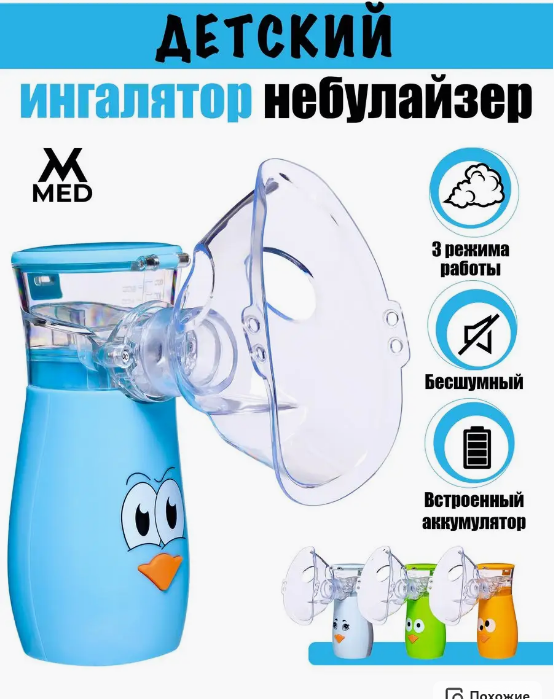 ДЕТСКИЙ
ингалятор небулайзер
MED
3 режима
работы
Бесшумный
Встроенный
аккумулятор
Похожие